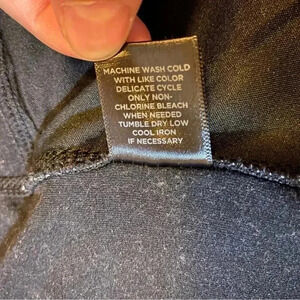 MACHINE WASH COLD
WITH LIKE COLOR
DELICATE CYCLE
ONLY NON-
CHLORINE BLEACH
WHEN NEEDED
TUMBLE DRY LOW
COOL IRON
IF NECESSARY